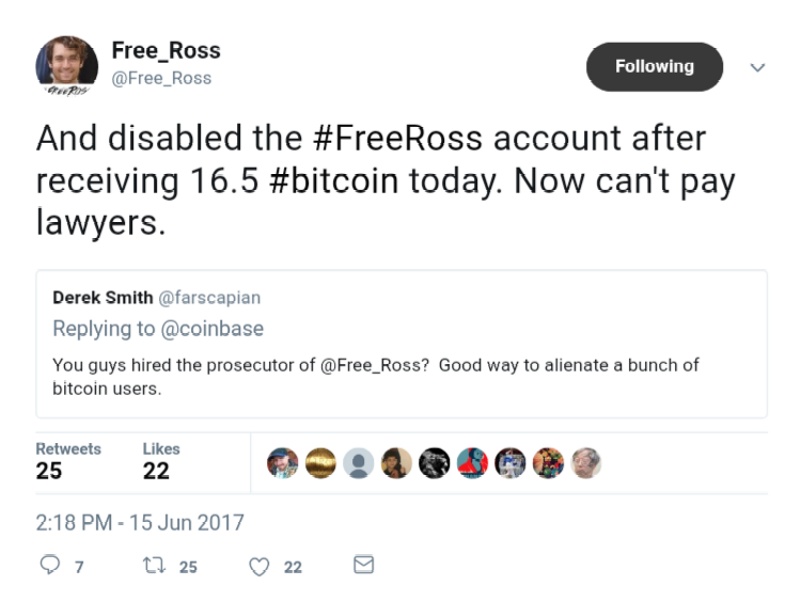 Free_Ross
@Free_Ross
Following
And disabled the #FreeRoss account after
receiving 16.5 #bitcoin today. Now can't pay
lawyers.
Derek Smith @farscapian
Replying to @coinbase
You guys hired the prosecutor of @Free_Ross? Good way to alienate a bunch of
bitcoin users.
Retweets Likes
25 22
2:18 PM - 15 Jun 2017
7 25 22